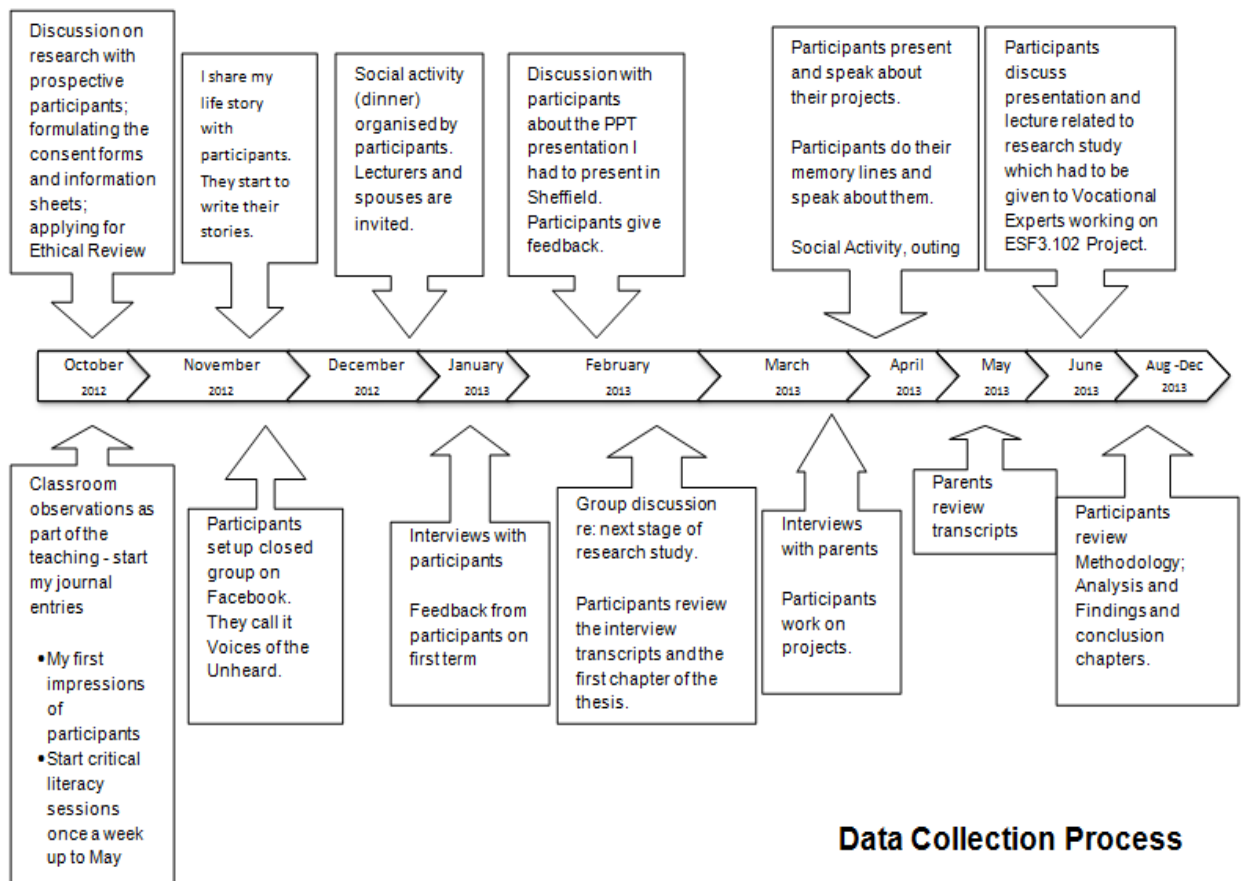 Discussion on
research with
prospective
participants;
formulating the
consent forms
and information
sheets;
applying for
Ethical Review
I share my
life story
with
participants.
They start to
write their
stories.
Social activity
(dinner)
organised by
participants.
Lecturers and
spouses are
invited.
Discussion with
participants
about the PPT
presentation I
had to present in
Sheffield.
Participants give
feedback.
Participants present
and speak about
their projects.
Participants do their
memory lines and
speak about them.
Social Activity, outing
Participants
discuss
presentation and
lecture related to
research study
which had to be
given to Vocational
Experts working on
ESF3.102 Project.
October
2012
November
2012
December
2012
January
2013
February
2013
March
2013
April
2013
May
2013
June
2013
Aug -Dec
2013
Classroom
observations as
part of the
teaching - start
my journal
entries
•My first
impressions
of
participants
•Start critical
literacy
sessions
once a week
up to May
Participants
set up closed
group on
Facebook.
They call it
Voices of the
Unheard.
Interviews with
participants
Feedback from
participants on
first term
Group discussion
re: next stage of
research study.
Participants review
the interview
transcripts and the
first chapter of the
thesis.
Interviews
with parents
Participants
work on
projects.
Parents
review
transcripts
Participants
review
Methodology;
Analysis and
Findings and
conclusion
chapters.
Data Collection Process